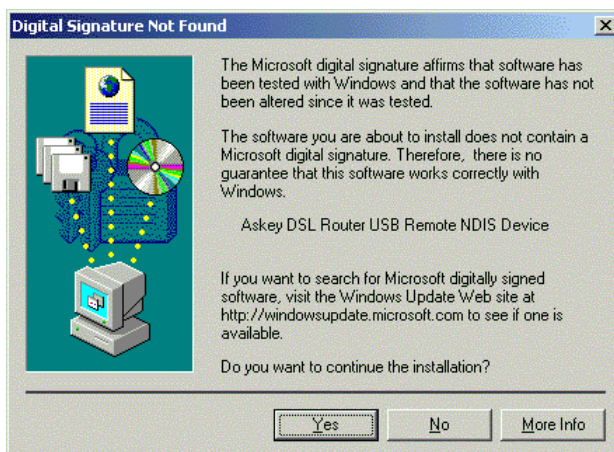 Digital Signature Not Found
The Microsoft digital signature affirms that software has
been tested with Windows and that the software has not
been altered since it was tested.
The software you are about to install does not contain a
Microsoft digital signature. Therefore, there is no
guarantee that this software works correctly with
Windows.
Askey DSL Router USB Remote NDIS Device
If you want to search for Microsoft digitally signed
software, visit the Windows Update Web site at
http://windowsupdate.microsoft.com to see if one is
available.
Do you want to continue the installation?
Yes No More Info